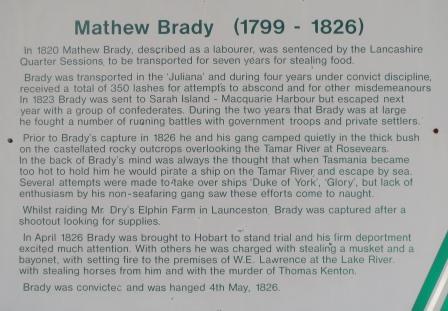 Mathew Brady (1799 - 1826)
In 1820 Mathew Brady, described as a labourer, was sentenced by the Lancashire
Quarter Sessions, to be transported for seven years for stealing food.
Brady was transported in the 'Juliana' and during four years under convict discipline,
received a total of 350 lashes for attempts to abscond and for other misdemeanours
In 1823 Brady was sent to Sarah Island - Macquarie Harbour but escaped next
year with a group of confederates. During the two years that Brady was at large
he fought a number of running battles with government troops and private settlers.
Prior to Brady's capture in 1826 he and his gang camped quietly in the thick bush
on the castellated rocky outcrops overlooking the Tamar River at Rosevears.
In the back of Brady's mind was always the thought that when Tasmania became
too hot to hold him he would pirate a ship on the Tamar River and escape by sea.
Several attempts were made to take over ships 'Duke of York', 'Glory', but lack of
enthusiasm by his non-seafaring gang saw these efforts come to naught.
Whilst raiding Mr. Dry's Elphin Farm in Launceston Brady was captured after a
shootout looking for supplies.
In April 1826 Brady was brought to Hobart to stand trial and his firm deportment
excited much attention. With others he was charged with stealing a musket and a
bayonet, with setting fire to the premises of W.E. Lawrence at the Lake River.
with stealing horses from him and with the murder of Thomas Kenton.
Brady was convicted and was hanged 4th May, 1826.